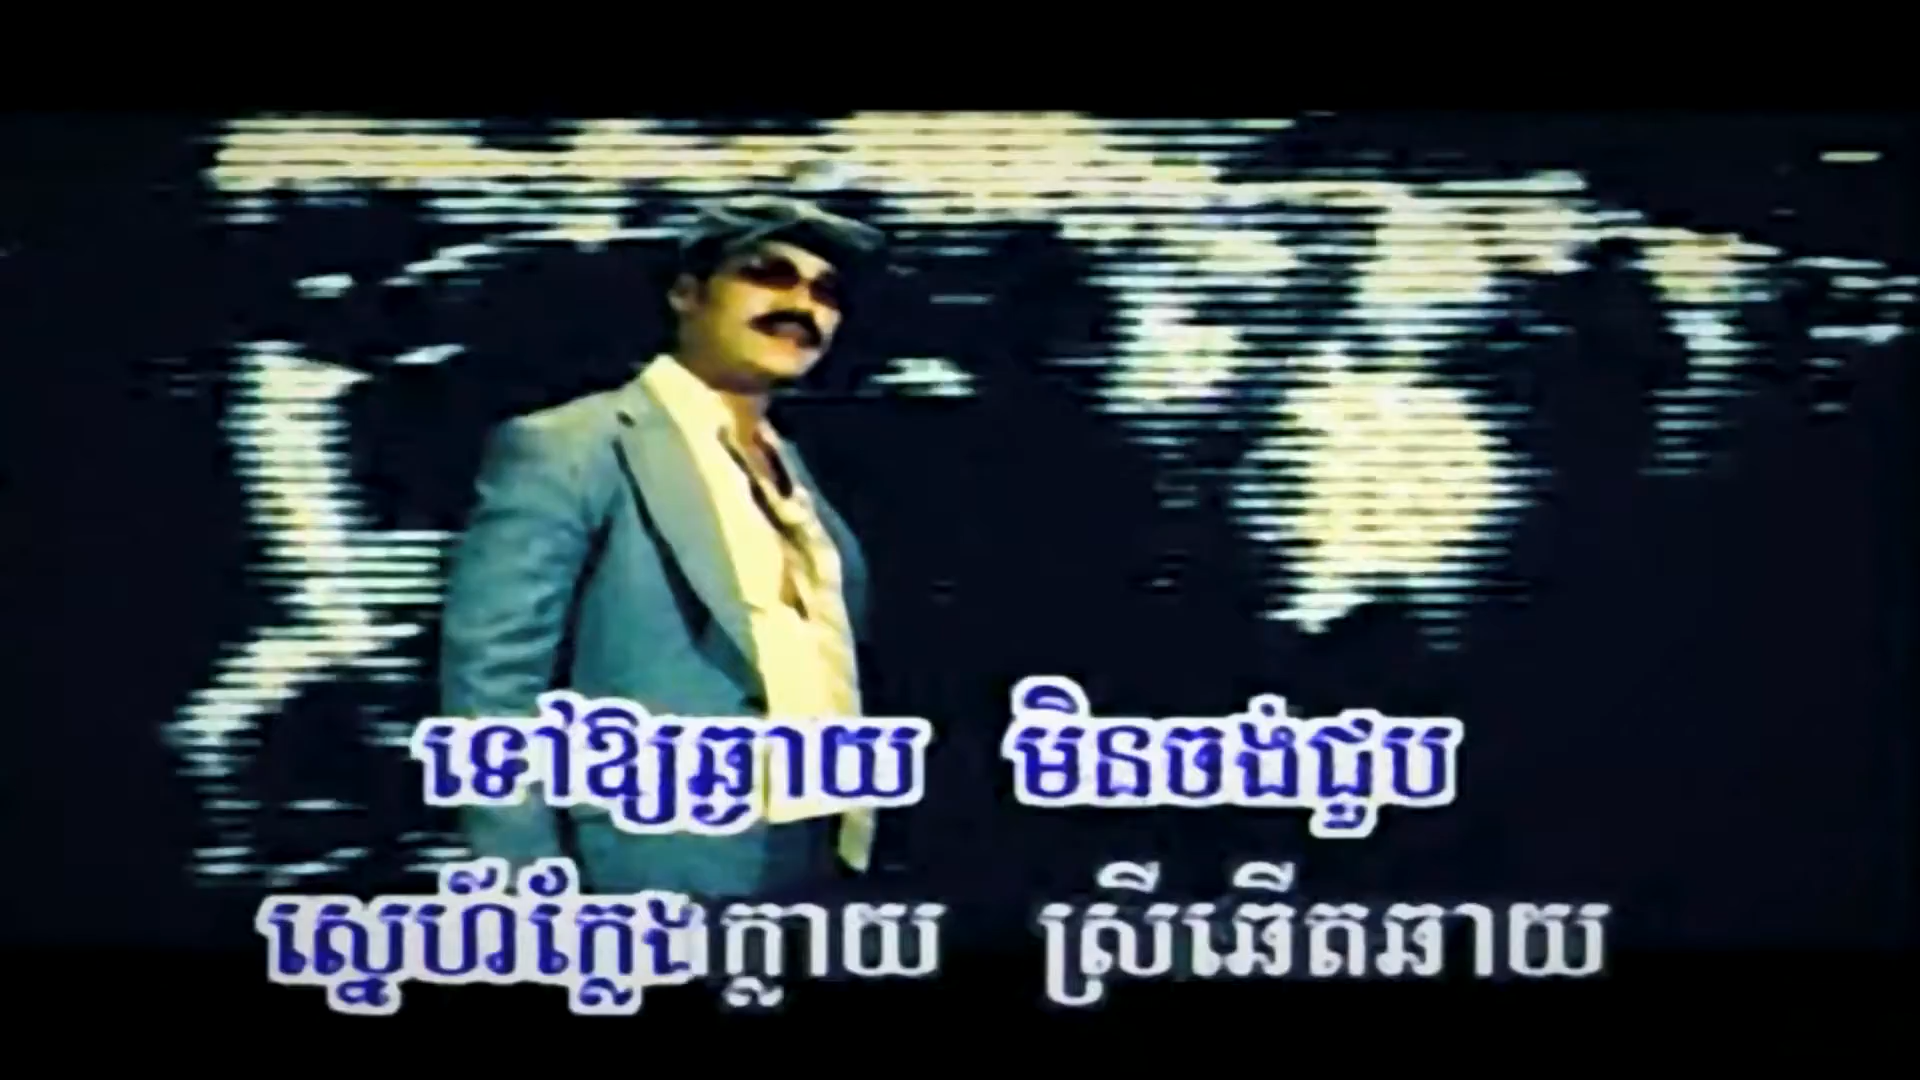 ទៅឱ្យឆ្ងាយ មិនចង់ជួប
ស្នេហ៍ក្លែងក្លាយ ស្រីឆើតឆាយ